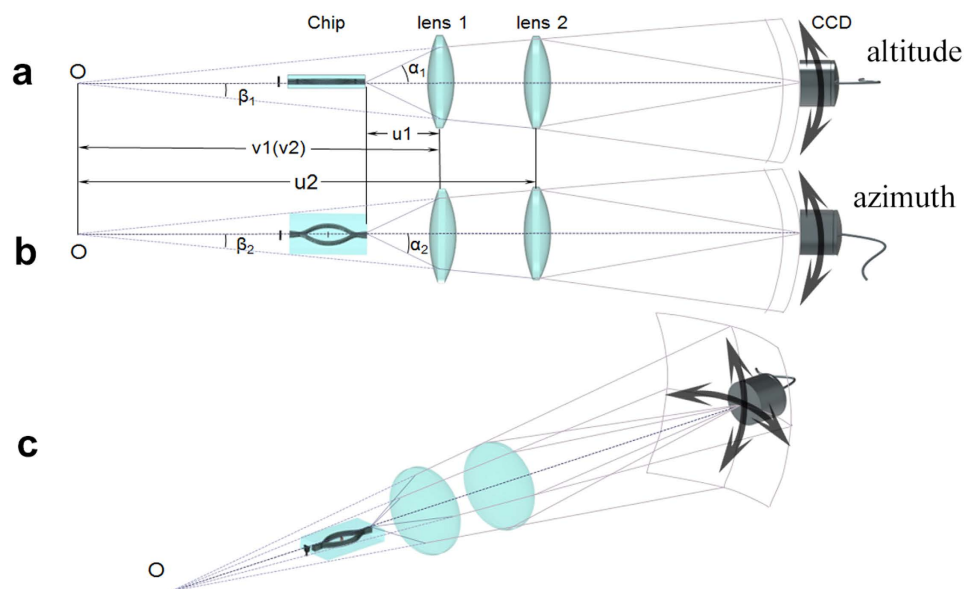 Chip lens 1 lens 2 CCD
a O α₁ altitude
β₁
u1
v1(v2)
u2
azimuth
b O β₂ α₂
c
O